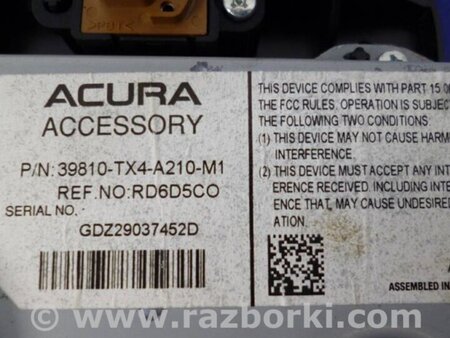 ACURA
ACCESSORY
P/N: 39810-TX4-A210-M1
REF.NO:RD6D5CO
SERIAL NO.
GDZ29037452D
THIS DEVICE COMPLIES WITH PART 15
THE FCC RULES. OPERATION IS SUBJEC
THE FOLLOWING TWO CONDITIONS:
(1) THIS DEVICE MAY NOT CAUSE HARM
INTERFERENCE.
(2) THIS DEVICE MUST ACCEPT ANY INT
ERENCE RECEIVED. INCLUDING INTER
ENCE THAT MAY CAUSE UNDESIRED
ATION.
ASSEMBLED IN
© www.razborki.com